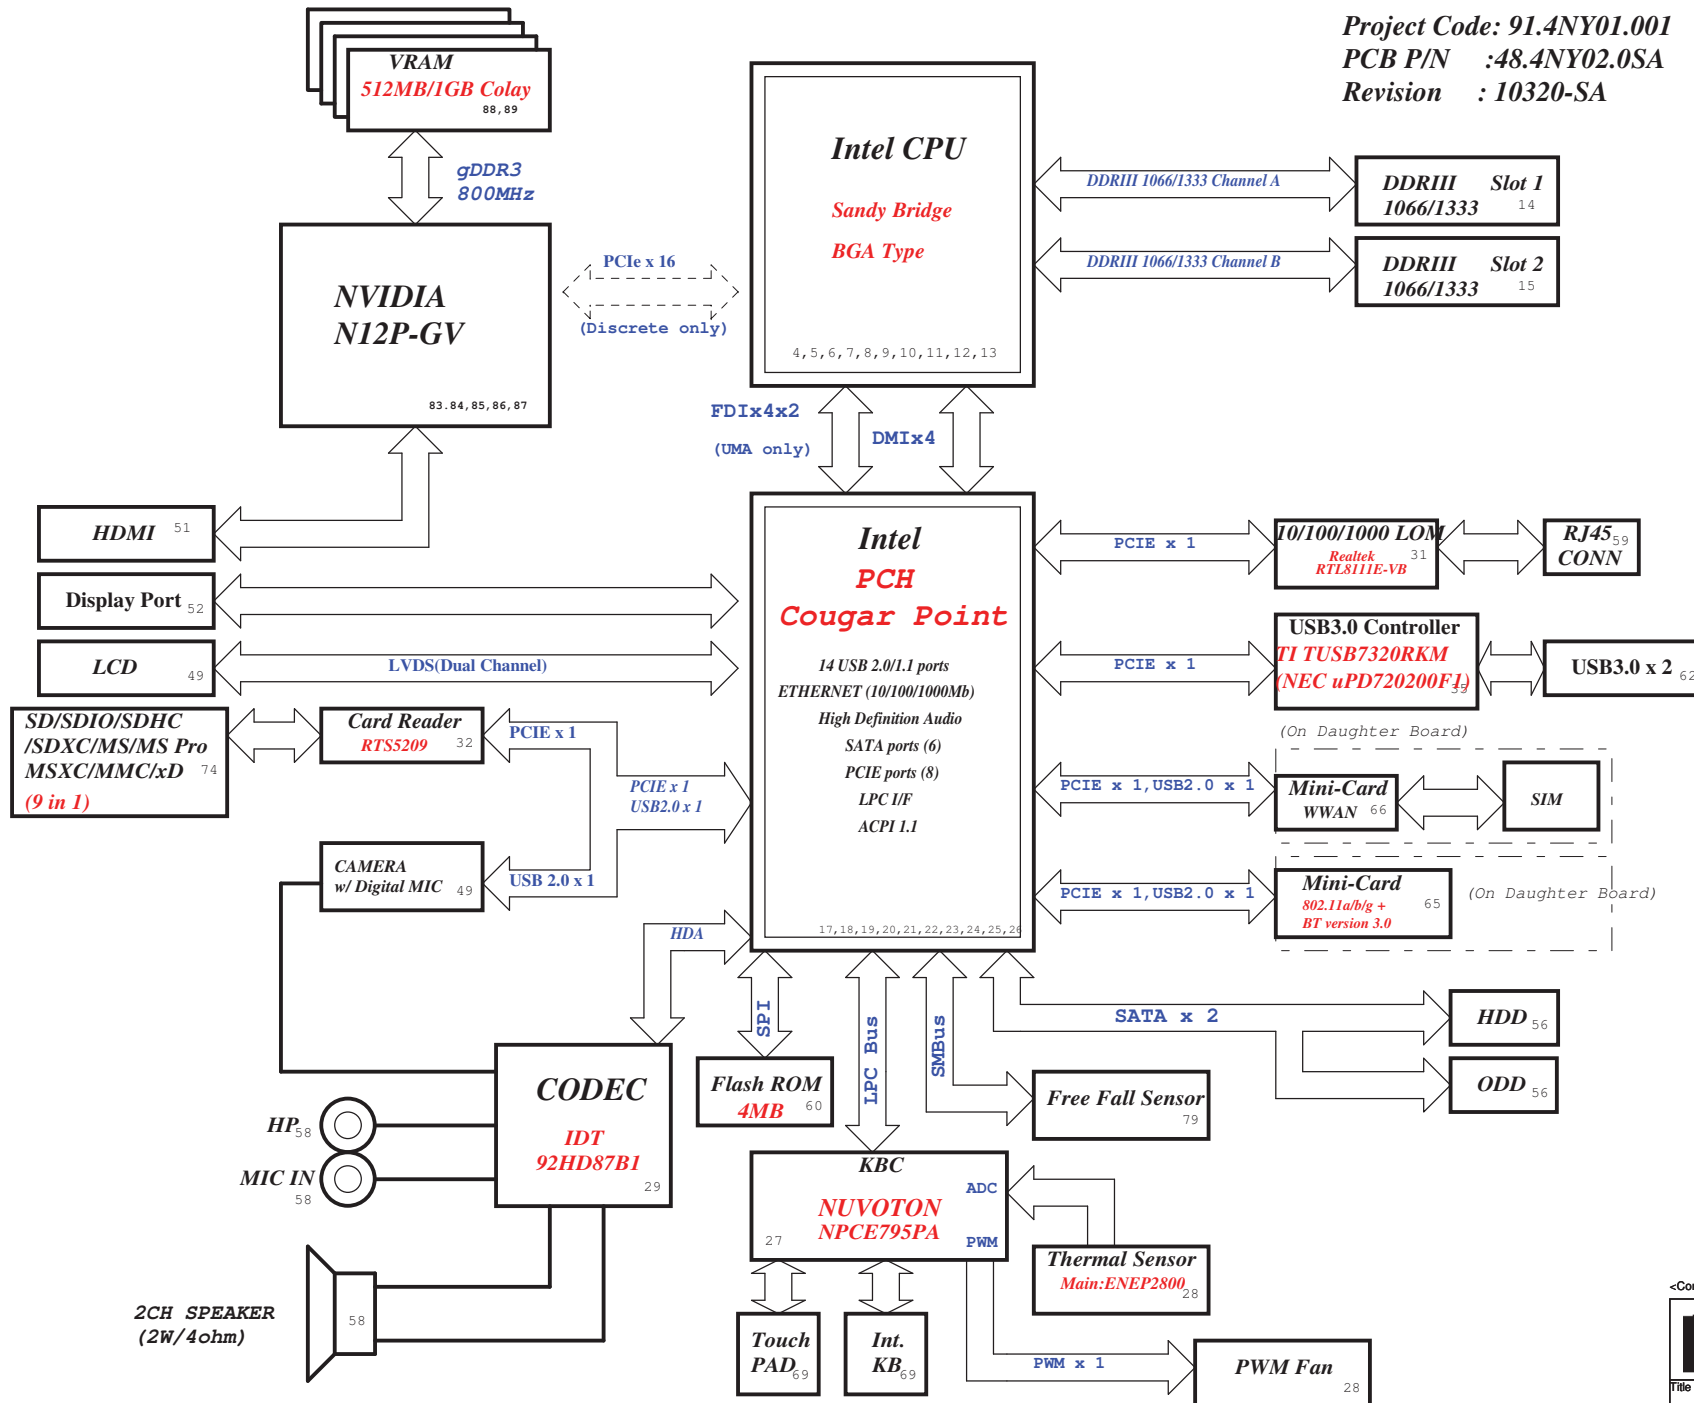 Project Code: 91.4NY01.001
PCB P/N :48.4NY02.0SA
Revision : 10320-SA
VRAM
512MB/1GB Colay
88,89
gDDR3
800MHz
NVIDIA
N12P-GV
83.84,85,86,87
PCIe x 16
(Discrete only)
Intel CPU
Sandy Bridge
BGA Type
4,5,6,7,8,9,10,11,12,13
DDRIII 1066/1333 Channel A
DDRIII Slot 1
1066/1333 14
DDRIII 1066/1333 Channel B
DDRIII Slot 2
1066/1333 15
FDIx4x2
(UMA only)
DMIx4
HDMI 51
Display Port 52
LCD 49
LVDS(Dual Channel)
SD/SDIO/SDHC
/SDXC/MS/MS Pro
MSXC/MMC/xD 74
(9 in 1)
Card Reader
RTS5209 32
PCIE x 1
PCIE x 1
USB2.0 x 1
CAMERA
w/ Digital MIC 49
USB 2.0 x 1
Intel
PCH
Cougar Point
14 USB 2.0/1.1 ports
ETHERNET (10/100/1000Mb)
High Definition Audio
SATA ports (6)
PCIE ports (8)
LPC I/F
ACPI 1.1
17,18,19,20,21,22,23,24,25,26
PCIE x 1
10/100/1000 LOM
Realtek
RTL8111E-VB
31
RJ45 59
CONN
PCIE x 1
USB3.0 Controller
TI TUSB7320RKM
(NEC uPD720200F1)
35
USB3.0 x 2 62
(On Daughter Board)
PCIE x 1,USB2.0 x 1
Mini-Card
WWAN 66
SIM
PCIE x 1,USB2.0 x 1
Mini-Card
802.11a/b/g +
BT version 3.0
65
(On Daughter Board)
HDA
SPI
LPC Bus
SMBus
SATA x 2
HDD 56
ODD 56
CODEC
IDT
92HD87B1
29
HP 58
MIC IN
58
2CH SPEAKER
(2W/4ohm)
58
Flash ROM
4MB 60
Free Fall Sensor
79
KBC
NUVOTON
NPCE795PA
27
ADC
PWM
Thermal Sensor
Main:ENEP2800
28
Touch
PAD 69
Int.
KB 69
PWM x 1
PWM Fan
28
Title